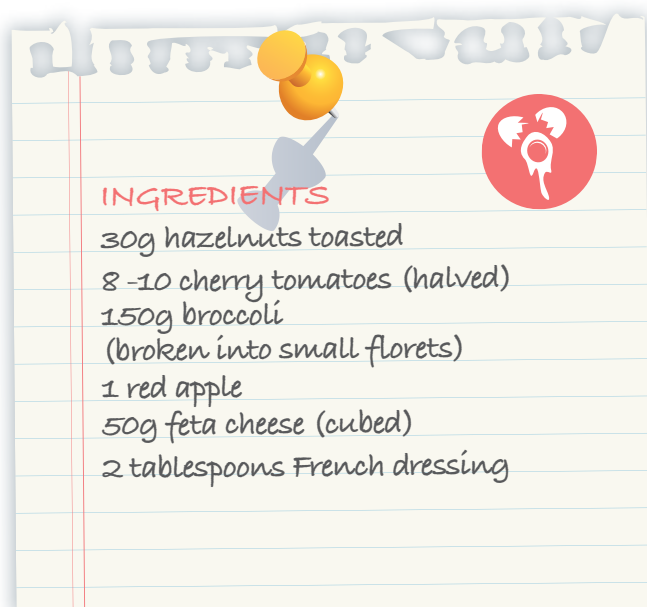 INGREDIENTS
30g hazelnuts toasted
8 -10 cherry tomatoes (halved)
150g broccoli
(broken into small florets)
1 red apple
50g feta cheese (cubed)
2 tablespoons French dressing